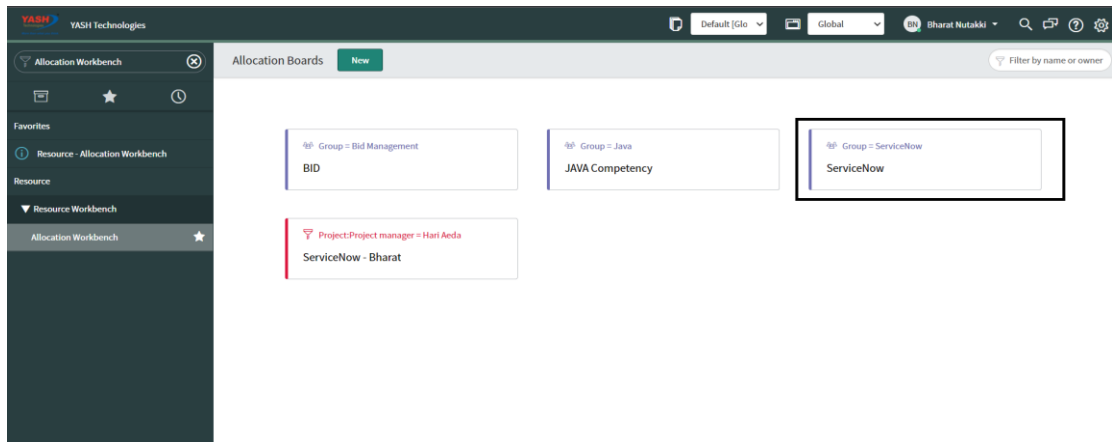 YASH YASH Technologies Default [Glo Global BN Bharat Nutakki
Allocation Workbench
Allocation Boards New Filter by name or owner
Favorites
Resource - Allocation Workbench
Resource
Resource Workbench
Allocation Workbench
Group = Bid Management
BID
Group = Java
JAVA Competency
Group = ServiceNow
ServiceNow
Project:Project manager = Hari Aeda
ServiceNow - Bharat